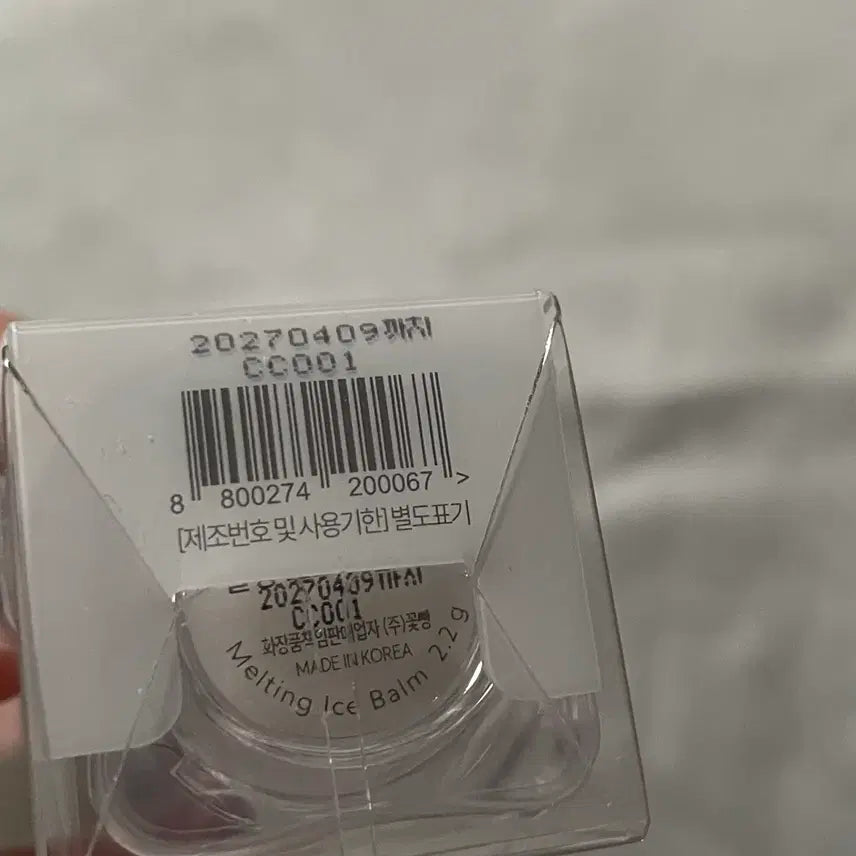 20270409까지
CC001
8 800274 200067 >
[제조번호 및 사용기한] 별도표기
20270409까지
CC001
화장품책임판매업자 (주)꽃빵
MADE IN KOREA
Melting Ice Balm 2.2 g